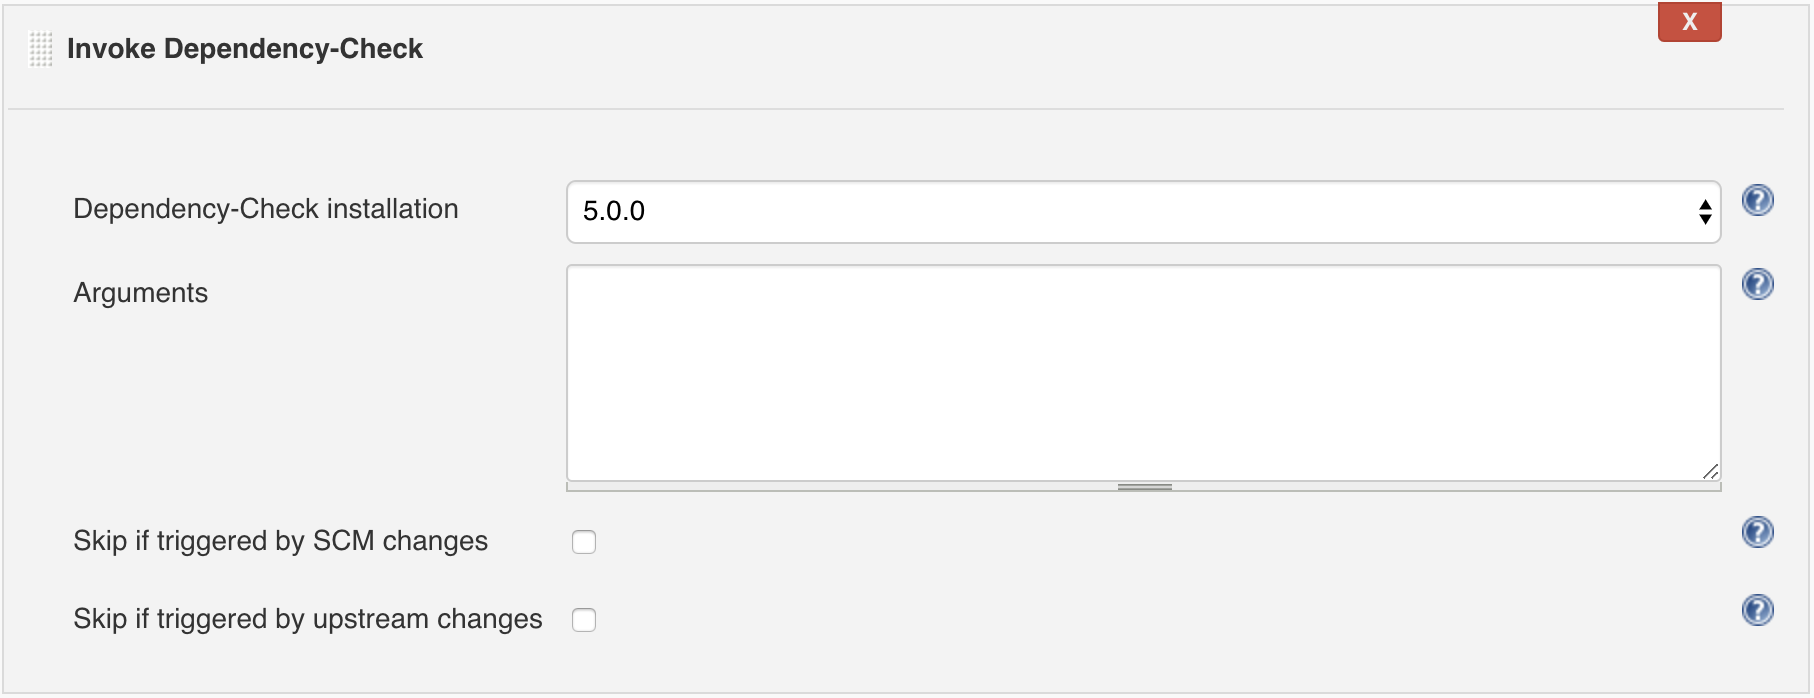 X
Invoke Dependency-Check
Dependency-Check installation
5.0.0
?
Arguments
?
Skip if triggered by SCM changes
?
Skip if triggered by upstream changes
?